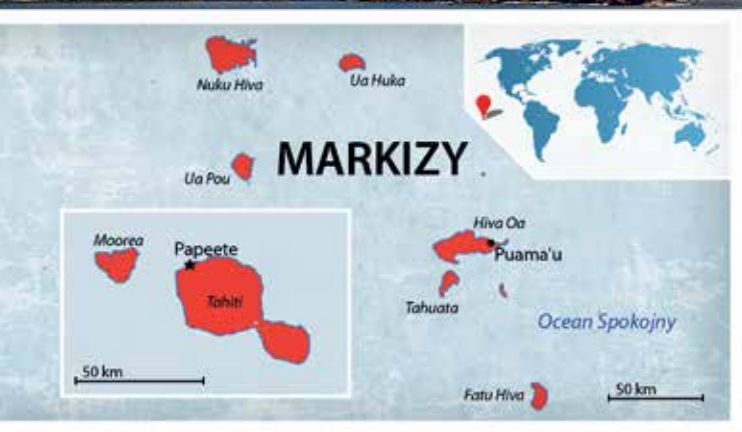 Nuku Hiva
Ua Huka
MARKIZY
Ua Pou
Hiva Oa
Puama'u
Tahuata
Ocean Spokojny
Fatu Hiva
50 km
Moorea
Papeete
Tahiti
50 km